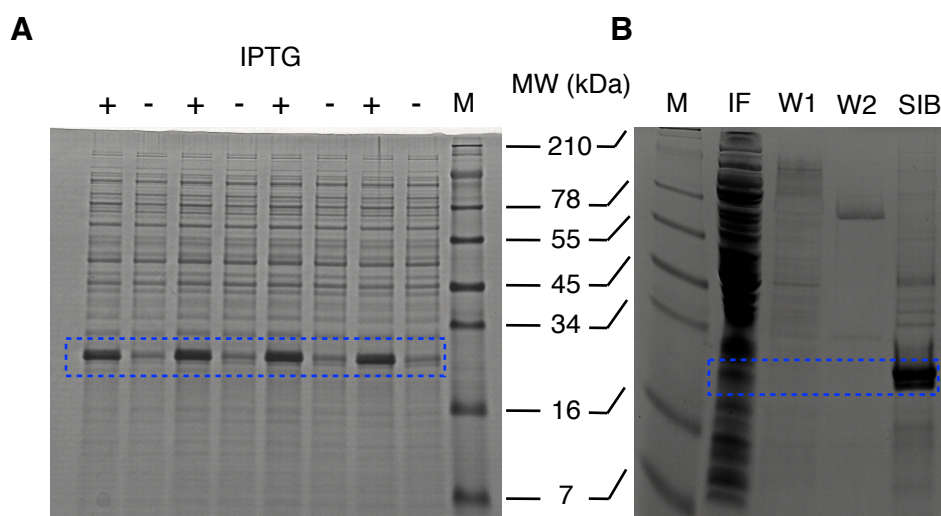 A
IPTG
+ - + - + - + - M
MW (kDa)
210
78
55
45
34
16
7
B
M IF W1 W2 SIB